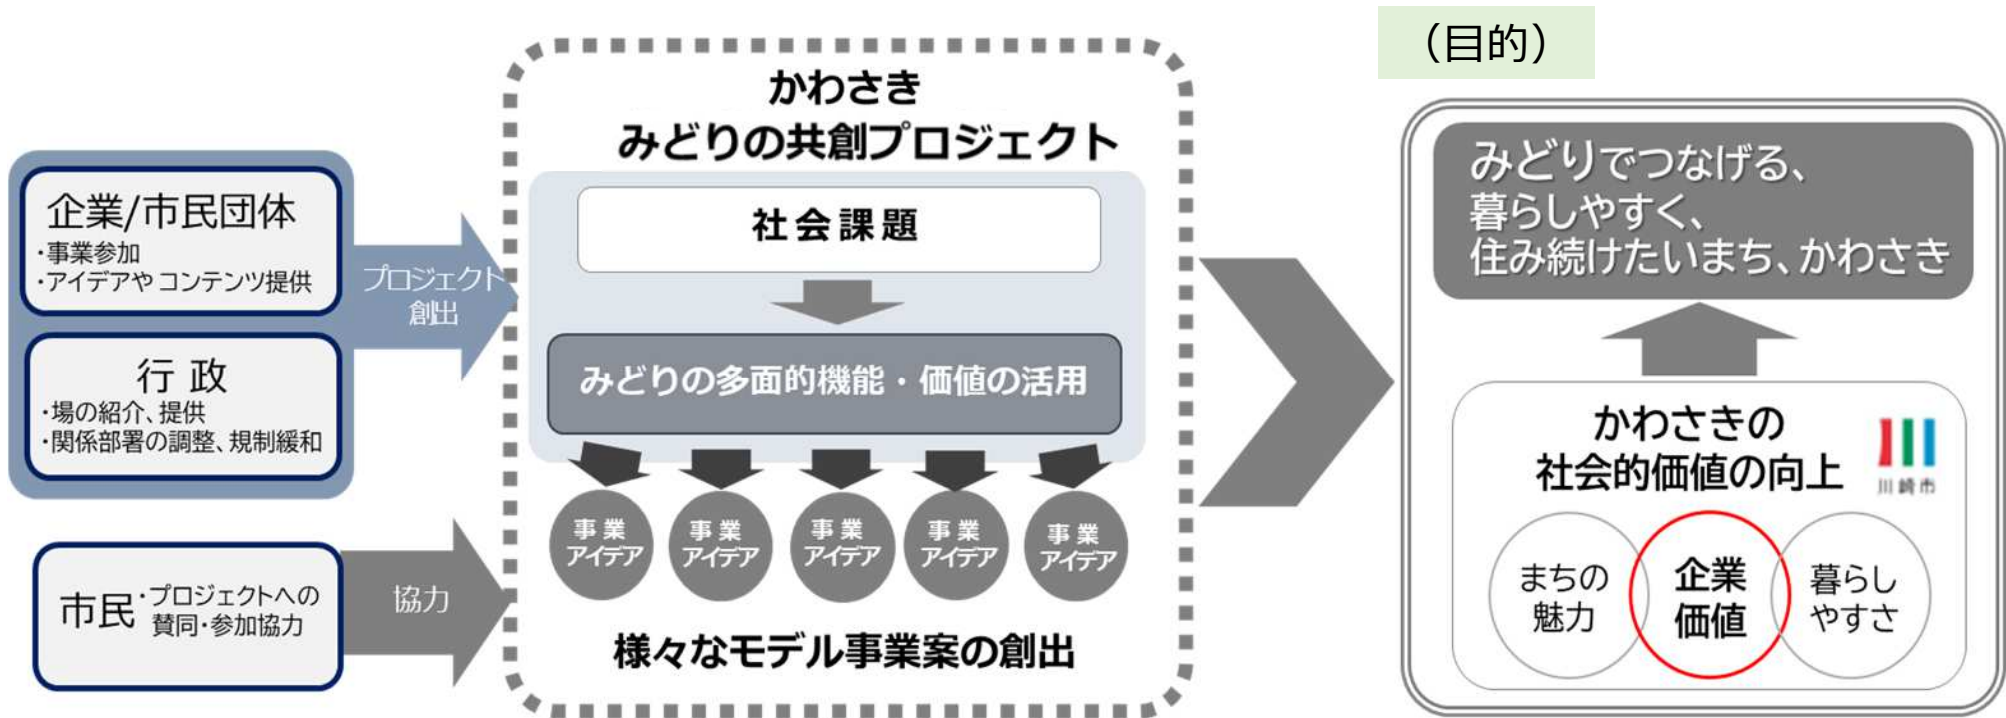 企業/市民団体
・事業参加
・アイデアや コンテンツ提供
行 政
・場の紹介、提供
・関係部署の調整、規制緩和
プロジェクト
創出
市民
・プロジェクトへの
賛同・参加協力
協力
かわさき
みどりの共創プロジェクト
社会課題
みどりの多面的機能・価値の活用
事業
アイデア
事業
アイデア
事業
アイデア
事業
アイデア
事業
アイデア
様々なモデル事業案の創出
（目的）
みどりでつなげる、
暮らしやすく、
住み続けたいまち、かわさき
かわさきの
社会的価値の向上
川崎市
まちの
魅力
企業
価値
暮らし
やすさ